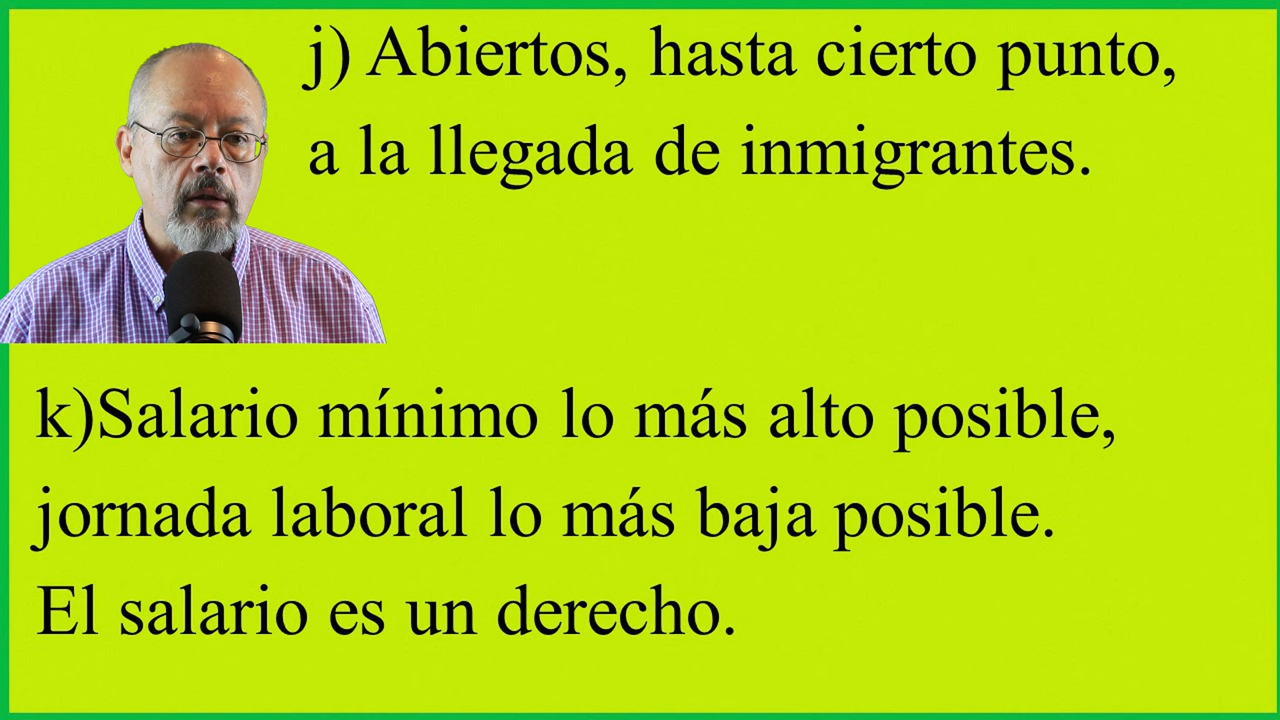 j) Abiertos, hasta cierto punto,
a la llegada de inmigrantes.
k)Salario mínimo lo más alto posible,
jornada laboral lo más baja posible.
El salario es un derecho.